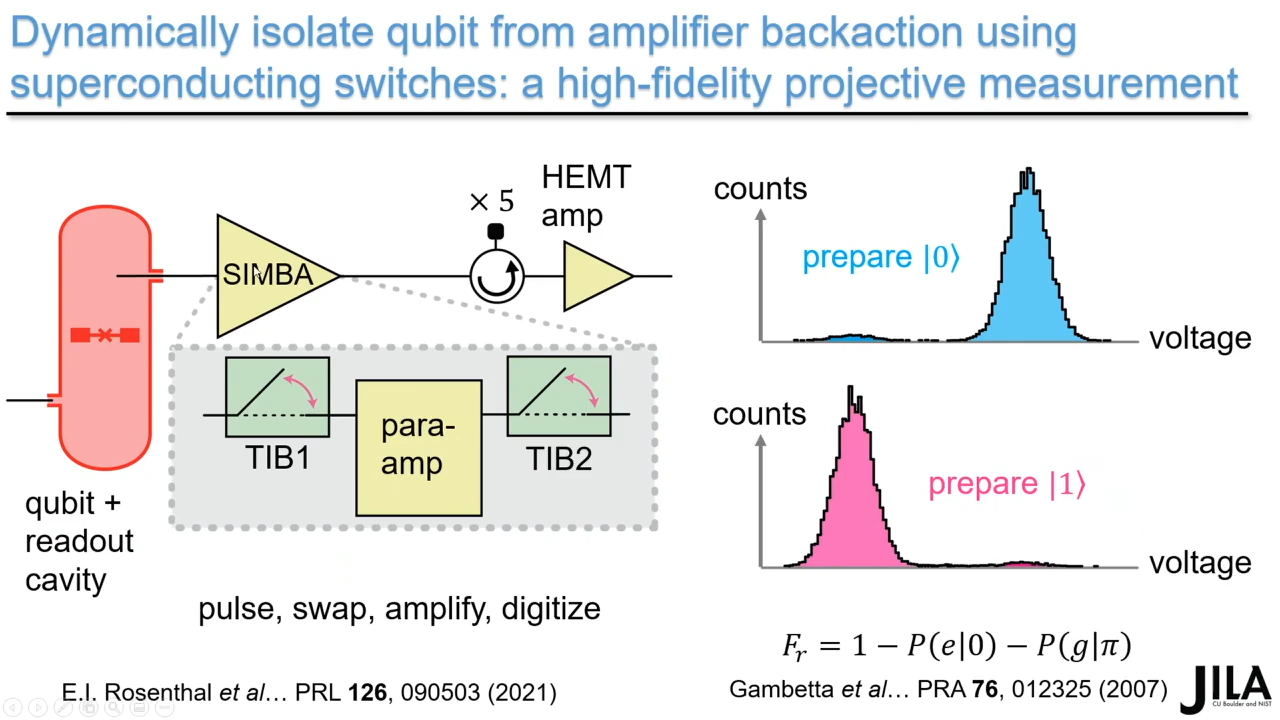 Dynamically isolate qubit from amplifier backaction using
superconducting switches: a high-fidelity projective measurement
HEMT
amp
× 5
SIMBA
TIB1
para-
amp
TIB2
qubit +
readout
cavity
pulse, swap, amplify, digitize
E.I. Rosenthal et al… PRL 126, 090503 (2021)
counts
prepare |0⟩
voltage
counts
prepare |1⟩
voltage
F_r = 1 − P(e|0) − P(g|π)
Gambetta et al… PRA 76, 012325 (2007)
JILA
CU Boulder and NIST